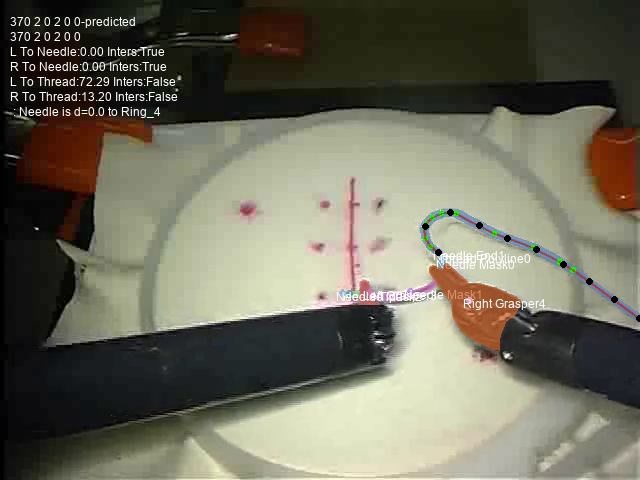 370 2 0 2 0 0-predicted
370 2 0 2 0 0
L To Needle:0.00 Inters:True
R To Needle:0.00 Inters:True
L To Thread:72.29 Inters:False
R To Thread:13.20 Inters:False
: Needle is d=0.0 to Ring_4
Needle End1
Needle Mask0
Mask1
Right Grasper4